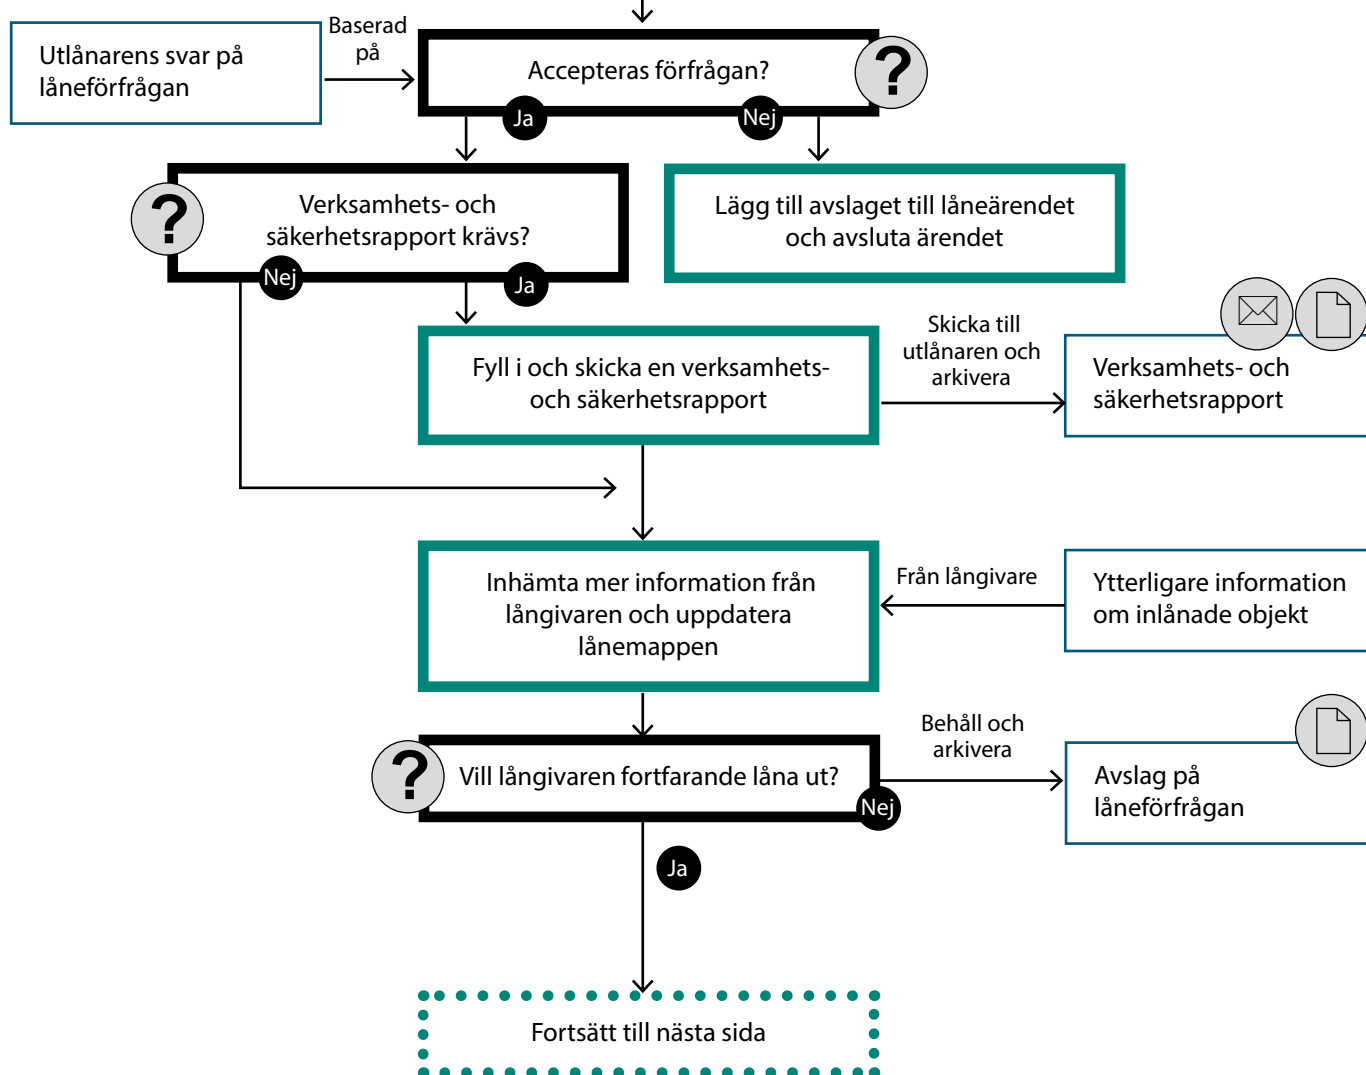 Utlånarens svar på
låneförfrågan
Baserad
på
Accepteras förfrågan?
?
Ja
Nej
?
Verksamhets- och
säkerhetsrapport krävs?
Nej
Ja
Lägg till avslaget till låneärendet
och avsluta ärendet
Fyll i och skicka en verksamhets-
och säkerhetsrapport
Skicka till
utlånaren och
arkivera
Verksamhets- och
säkerhetsrapport
Inhämta mer information från
långivaren och uppdatera
lånemappen
Från långivare
Ytterligare information
om inlånade objekt
?
Vill långivaren fortfarande låna ut?
Nej
Behåll och
arkivera
Avslag på
låneförfrågan
Ja
Fortsätt till nästa sida